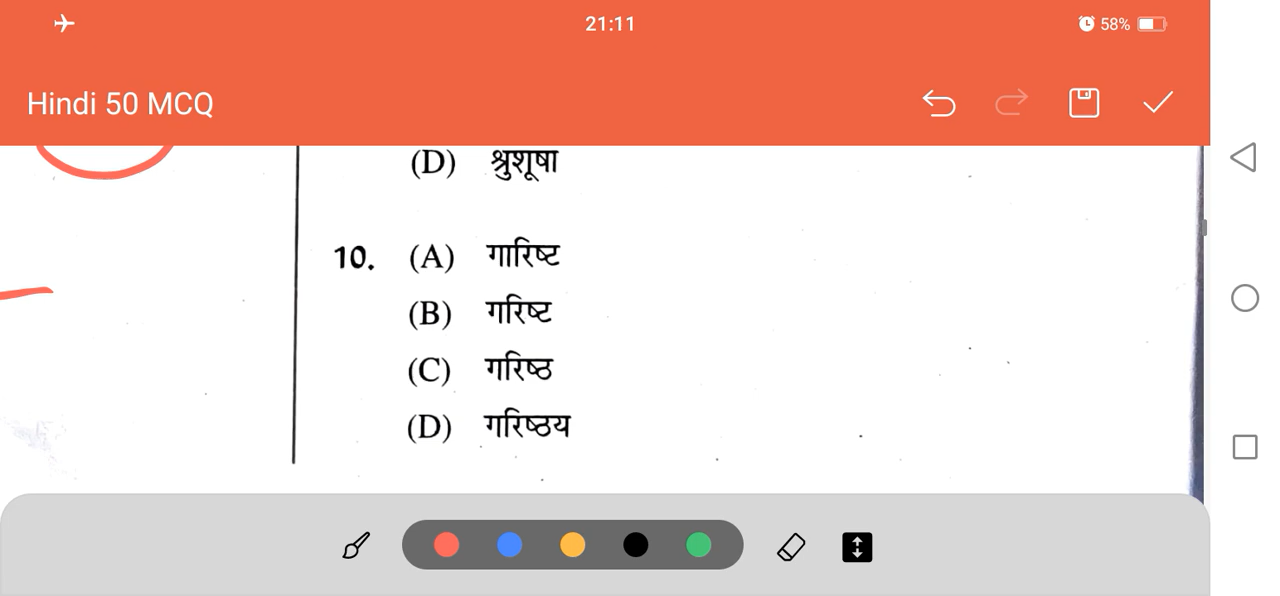 21:11
58%
Hindi 50 MCQ
(D) श्रुशूषा
10. (A) गारिष्ट
(B) गरिष्ट
(C) गरिष्ठ
(D) गरिष्ठय